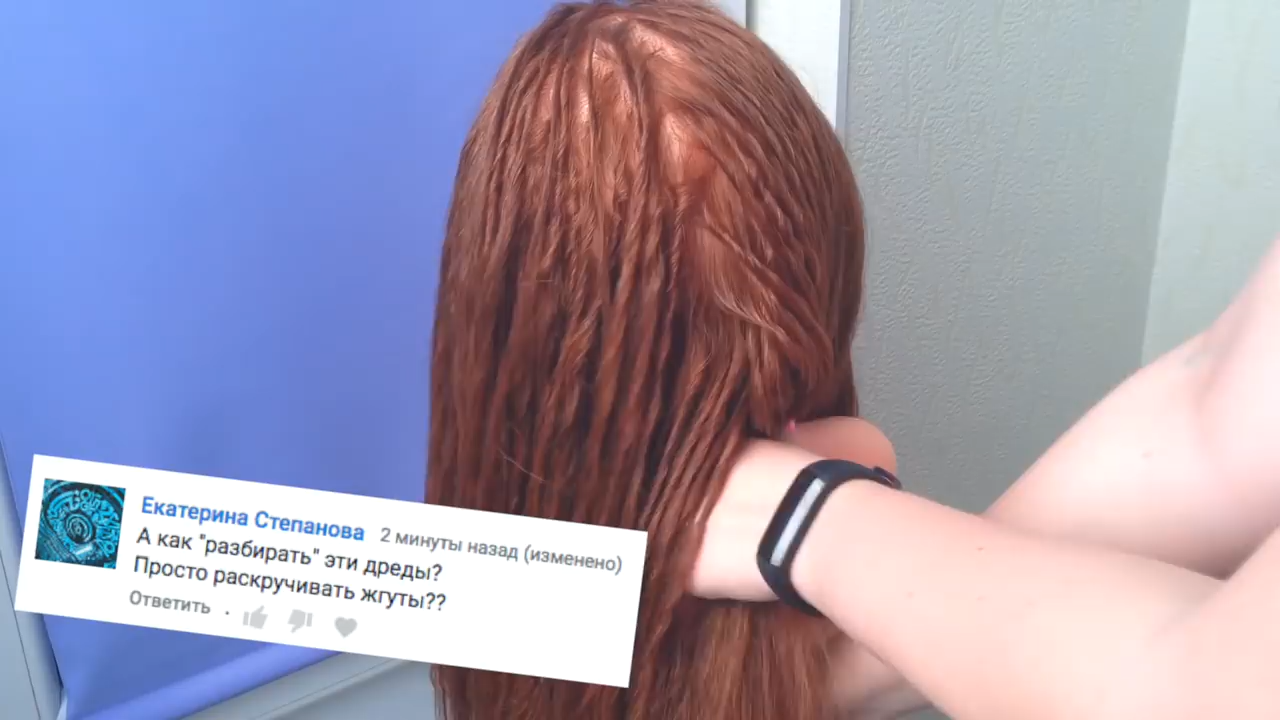 Екатерина Степанова 2 минуты назад (изменено)
А как "разбирать" эти дреды?
Просто раскручивать жгуты??
Ответить